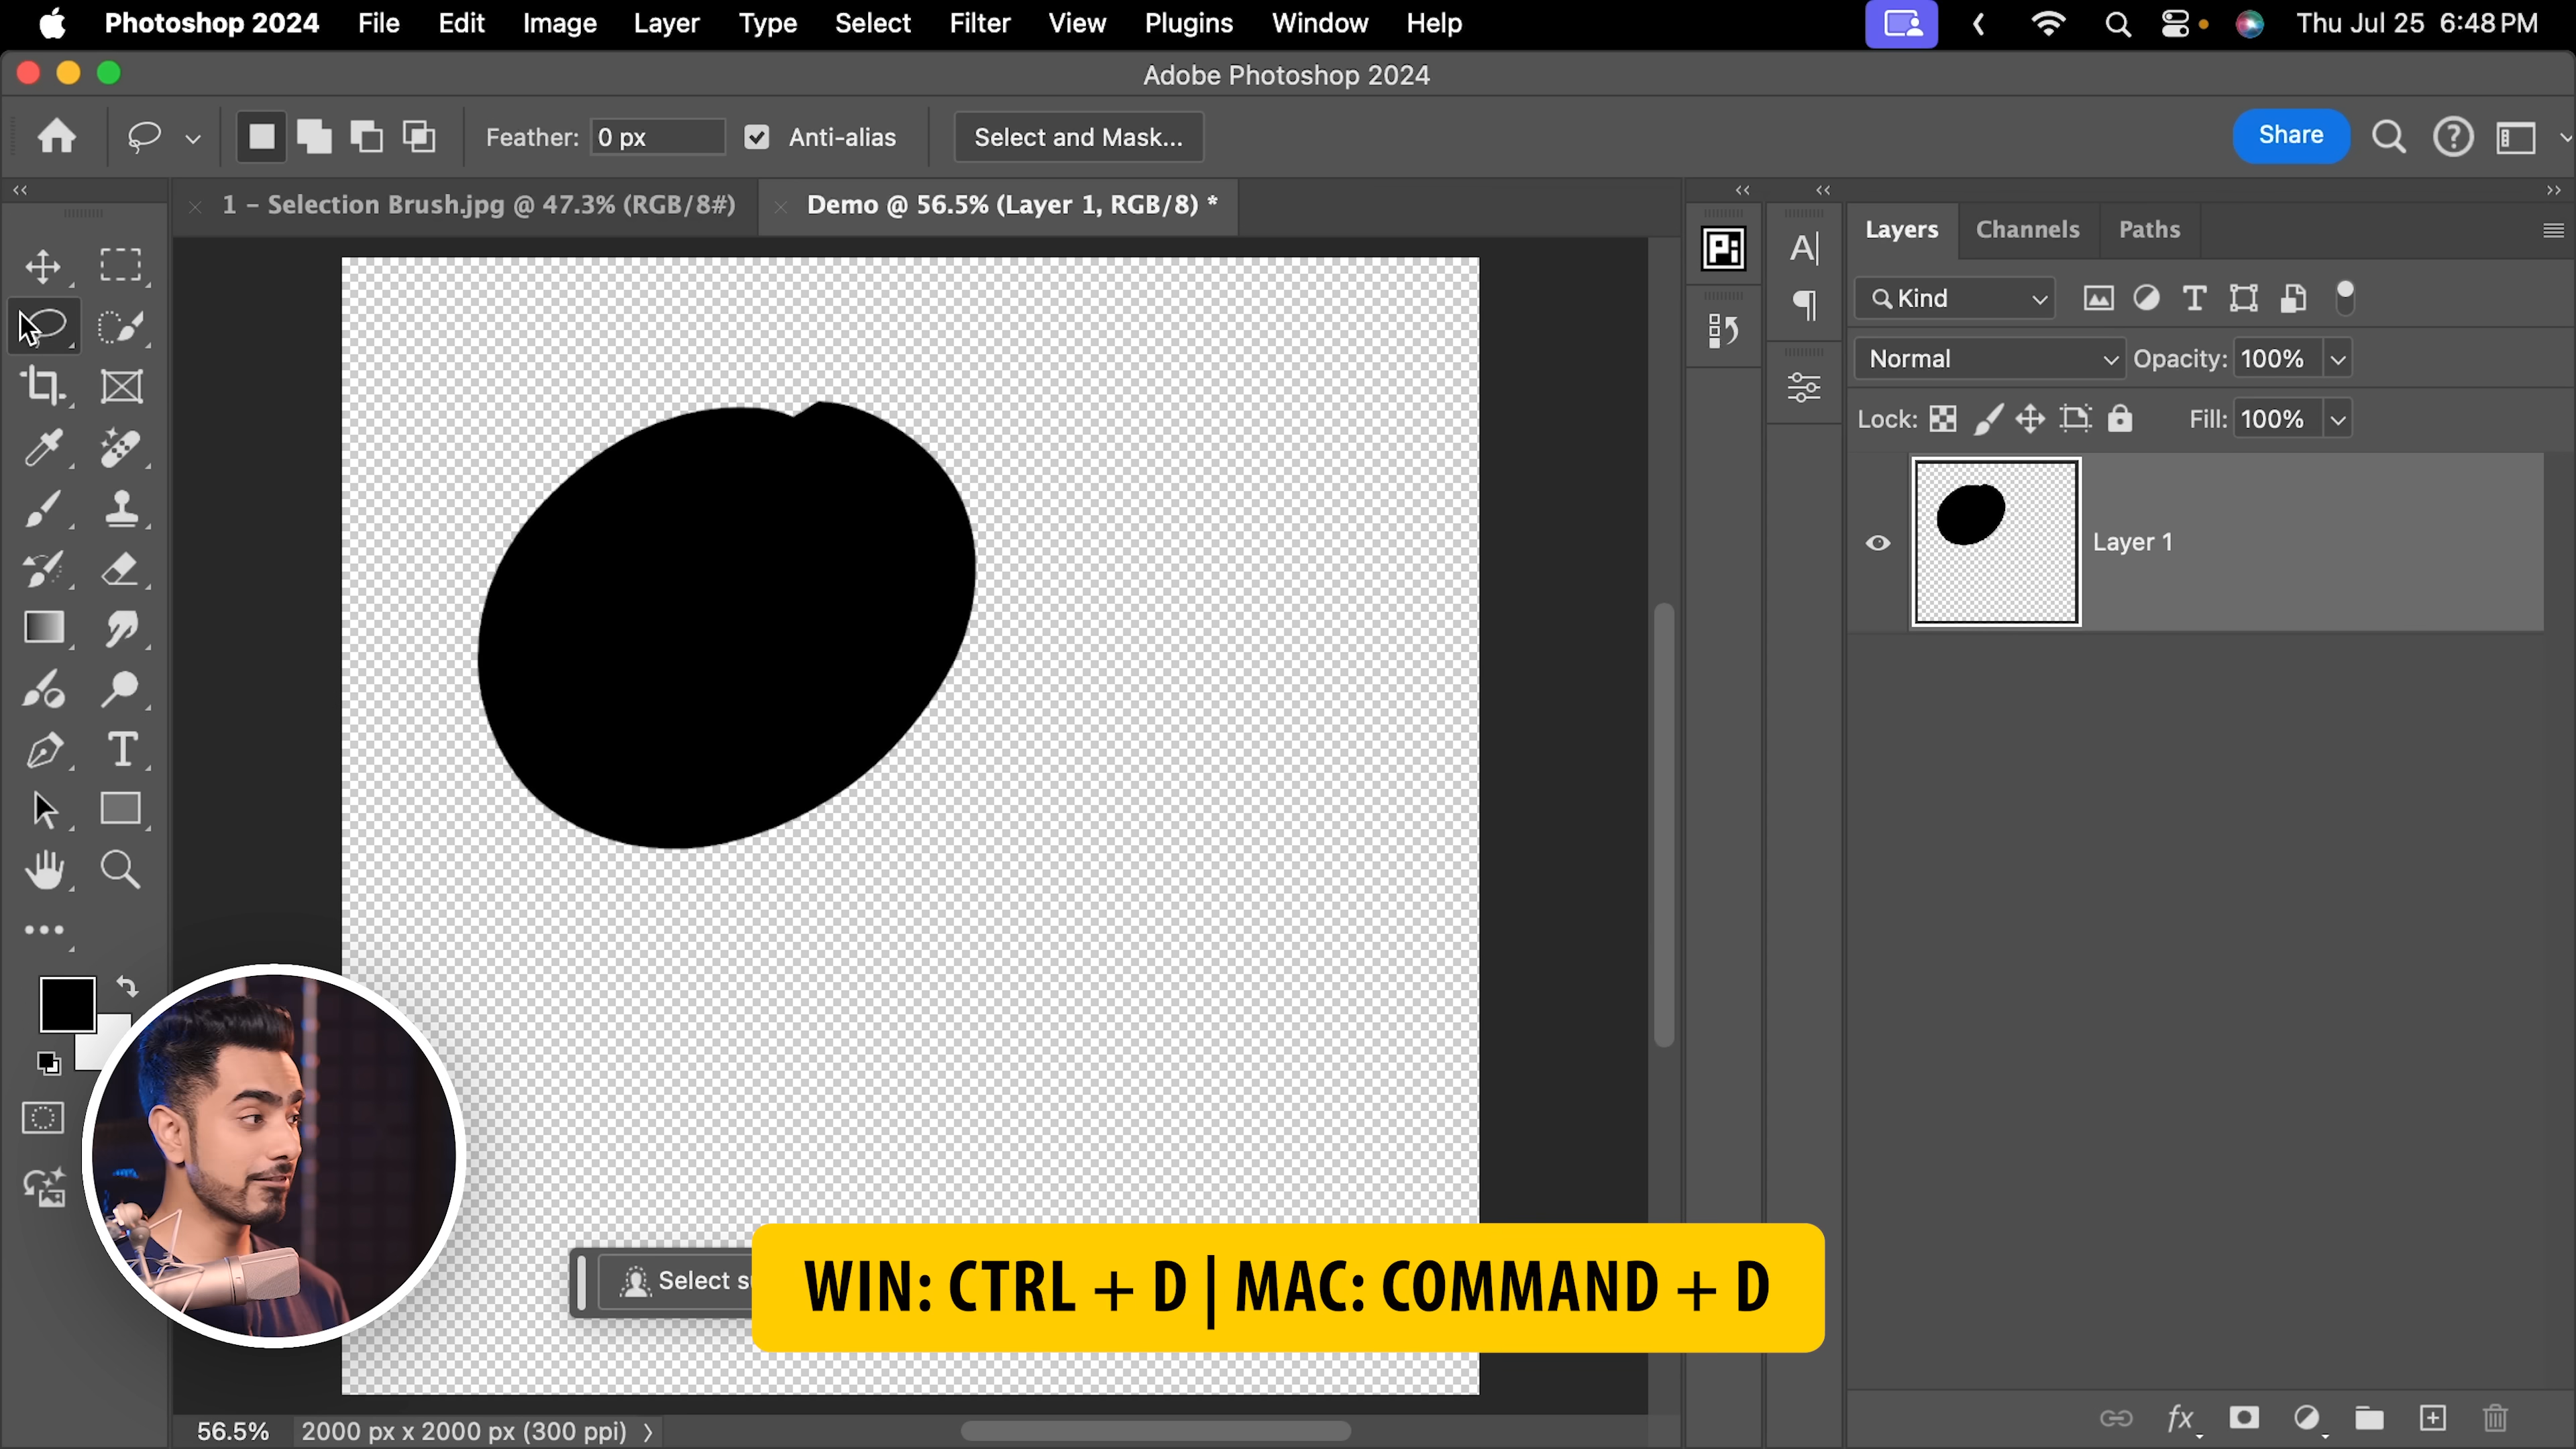 Photoshop 2024 File Edit Image Layer Type Select Filter View Plugins Window Help Thu Jul 25 6:48 PM
Adobe Photoshop 2024
Feather: 0 px Anti-alias Select and Mask... Share
1 – Selection Brush.jpg @ 47.3% (RGB/8#) Demo @ 56.5% (Layer 1, RGB/8) *
Layers Channels Paths
Kind
Normal Opacity: 100%
Lock: Fill: 100%
Layer 1
Select
WIN: CTRL + D | MAC: COMMAND + D
56.5% 2000 px x 2000 px (300 ppi)
fx